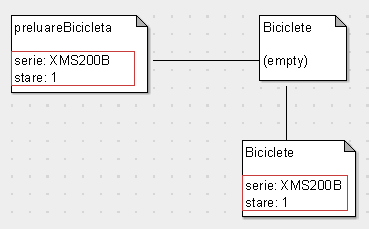 preluareBicicleta
serie: XMS200B
stare: 1
Biciclete
(empty)
Biciclete
serie: XMS200B
stare: 1